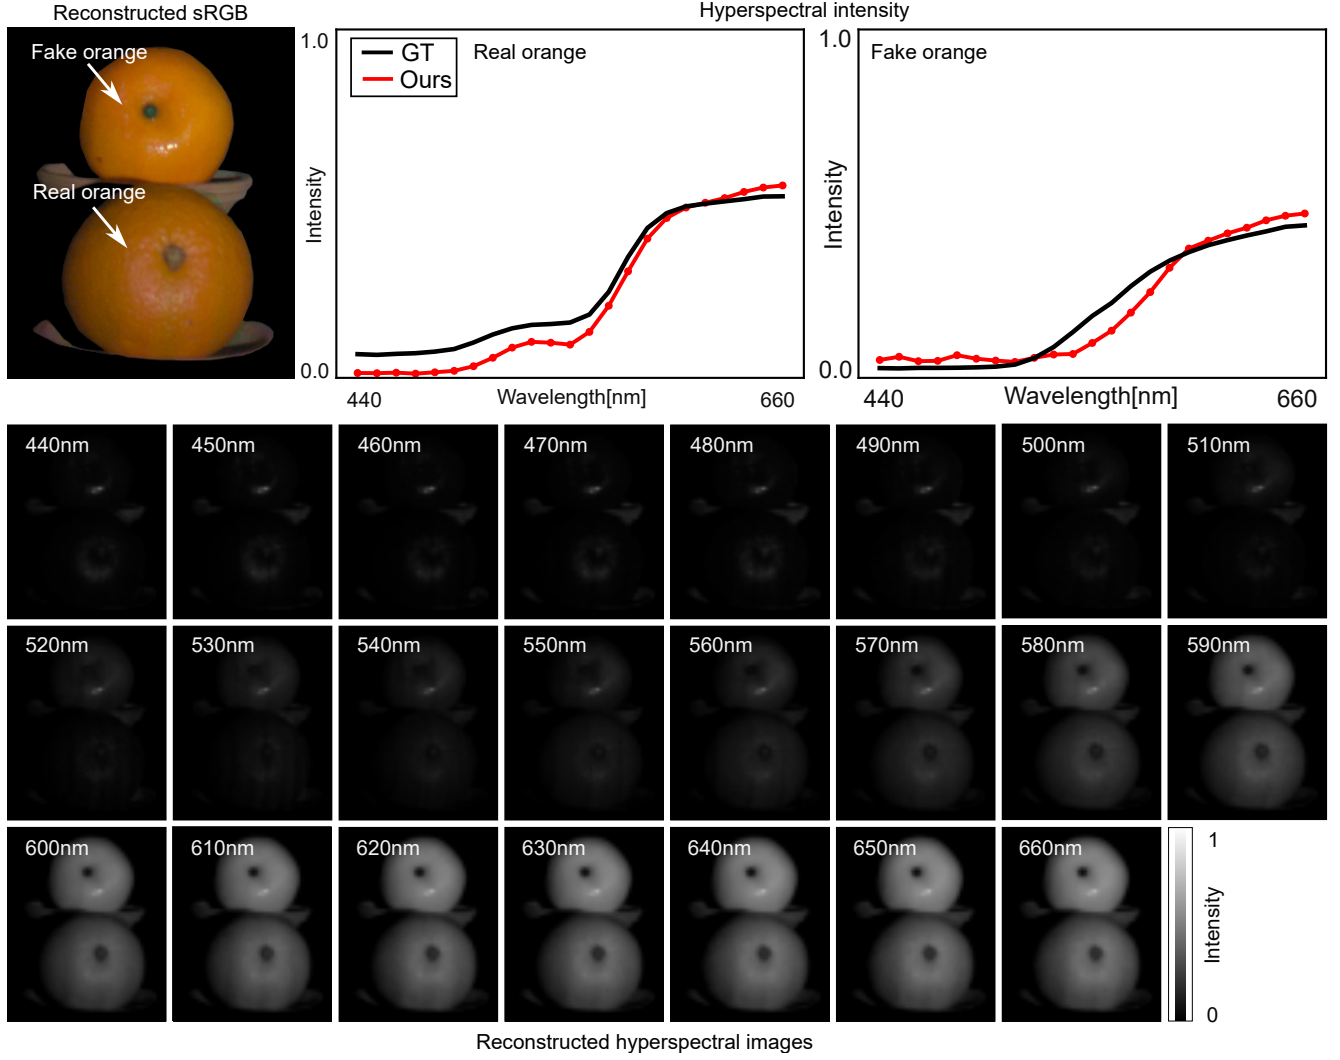 Reconstructed sRGB
Hyperspectral intensity
Fake orange
Real orange
1.0
GT
Ours
Real orange
Intensity
0.0
440
Wavelength[nm]
660
1.0
Fake orange
Intensity
0.0
440
Wavelength[nm]
660
440nm
450nm
460nm
470nm
480nm
490nm
500nm
510nm
520nm
530nm
540nm
550nm
560nm
570nm
580nm
590nm
600nm
610nm
620nm
630nm
640nm
650nm
660nm
1
Intensity
0
Reconstructed hyperspectral images